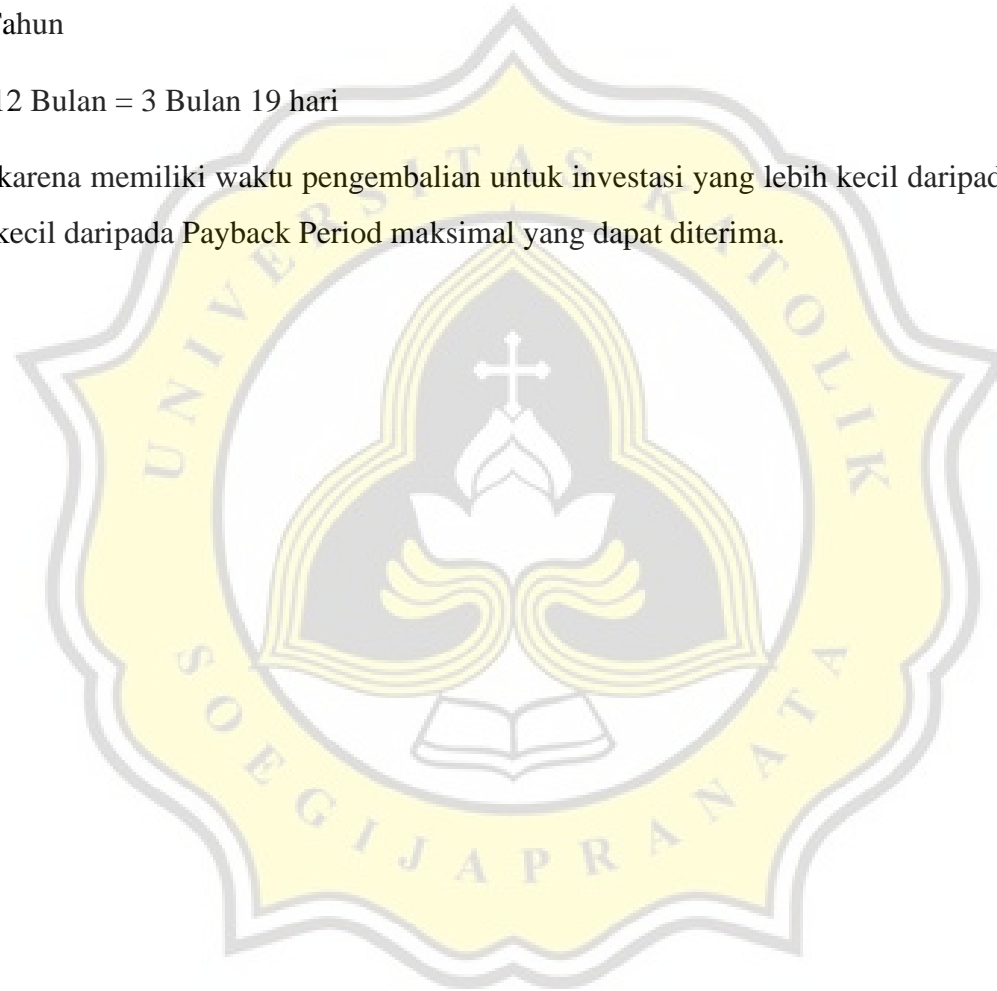 Tahun
12 Bulan = 3 Bulan 19 hari
karena memiliki waktu pengembalian untuk investasi yang lebih kecil
kecil daripada Payback Period maksimal yang dapat diterima.
UNIVERSITAS KATOLIK
SOEGIJAPRANATA